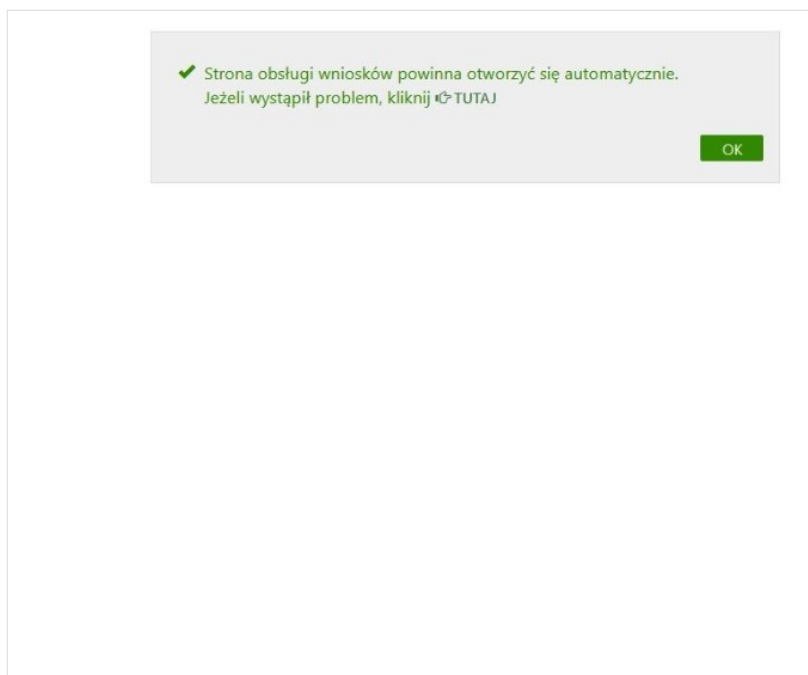 Strona obsługi wniosków powinna otworzyć się automatycznie.
Jeżeli wystąpił problem, kliknij TUTAJ
OK